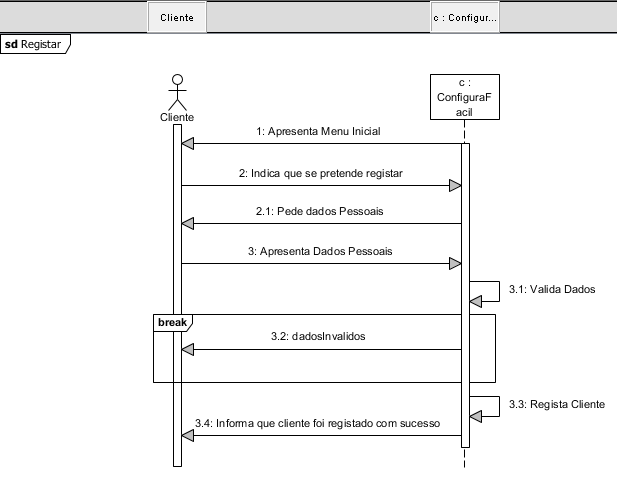 Cliente
c : Configur...
sd Registar
Cliente
c :
ConfiguraF
acil
1: Apresenta Menu Inicial
2: Indica que se pretende registar
2.1: Pede dados Pessoais
3: Apresenta Dados Pessoais
3.1: Valida Dados
break
3.2: dadosInvalidos
3.3: Regista Cliente
3.4: Informa que cliente foi registado com sucesso